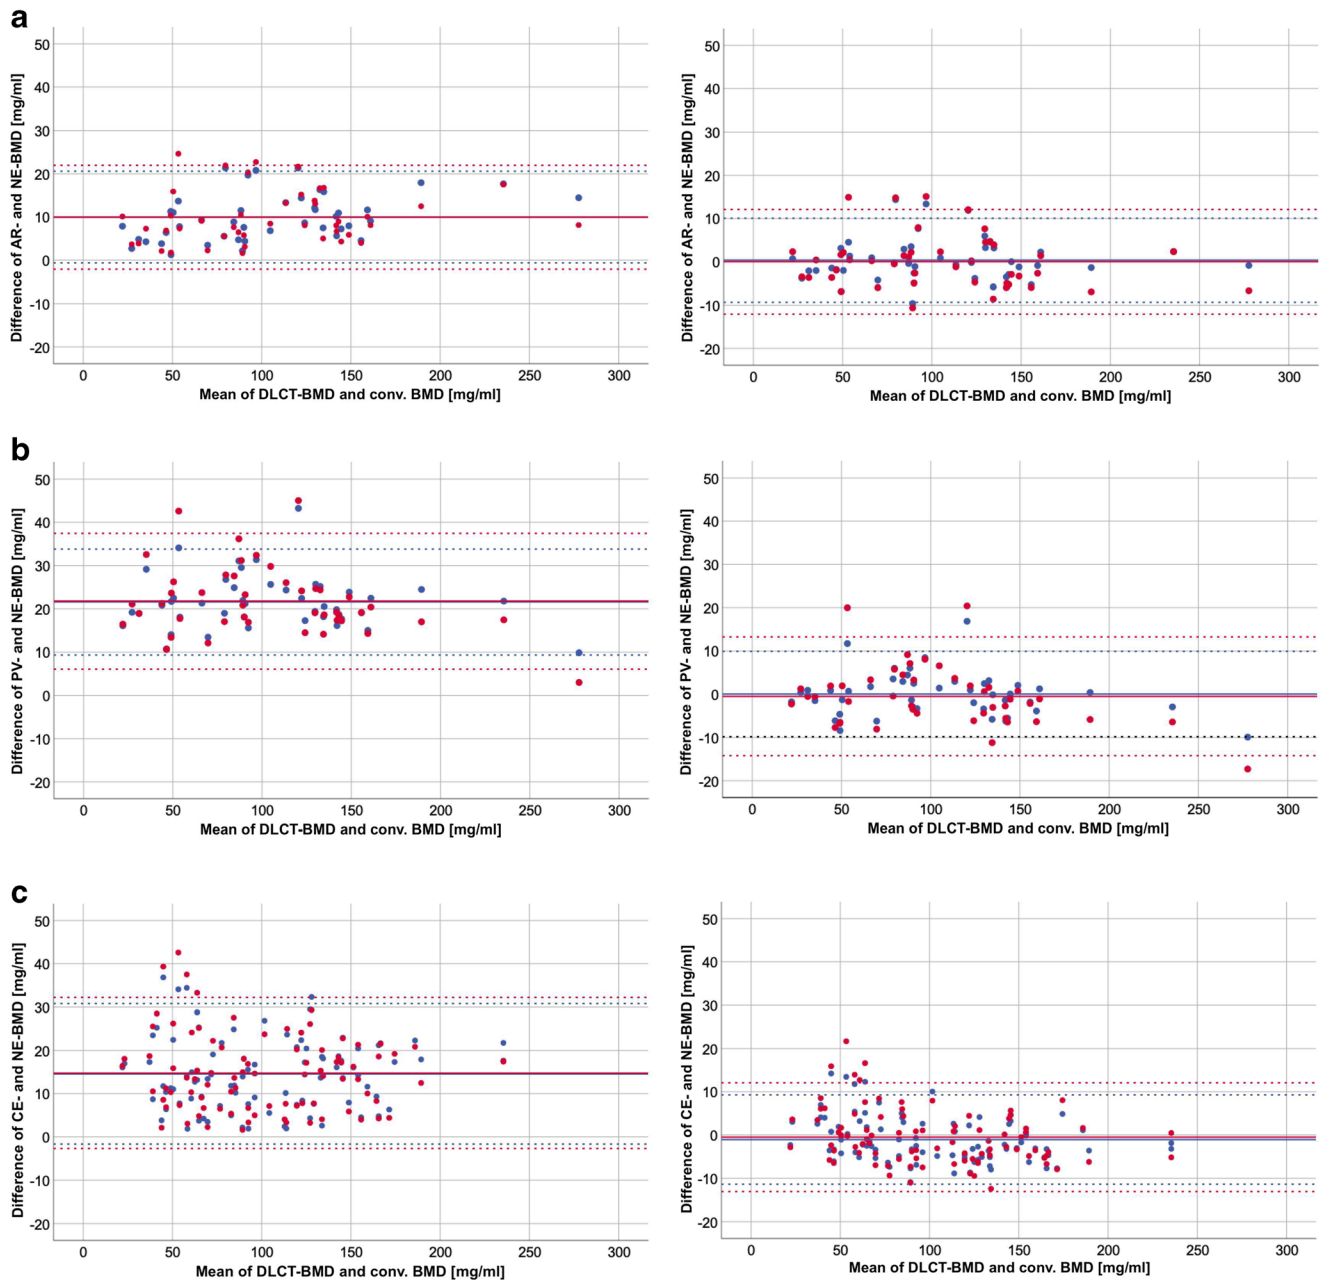 a
Difference of AR- and NE-BMD [mg/ml]
50
40
30
20
10
0
-10
-20
0 50 100 150 200 250 300
Mean of DLCT-BMD and conv. BMD [mg/ml]
Difference of AR- and NE-BMD [mg/ml]
50
40
30
20
10
0
-10
-20
0 50 100 150 200 250 300
Mean of DLCT-BMD and conv. BMD [mg/ml]
b
Difference of PV- and NE-BMD [mg/ml]
50
40
30
20
10
0
-10
-20
0 50 100 150 200 250 300
Mean of DLCT-BMD and conv. BMD [mg/ml]
Difference of PV- and NE-BMD [mg/ml]
50
40
30
20
10
0
-10
-20
0 50 100 150 200 250 300
Mean of DLCT-BMD and conv. BMD [mg/ml]
c
Difference of CE- and NE-BMD [mg/ml]
50
40
30
20
10
0
-10
-20
0 50 100 150 200 250 300
Mean of DLCT-BMD and conv. BMD [mg/ml]
Difference of CE- and NE-BMD [mg/ml]
50
40
30
20
10
0
-10
-20
0 50 100 150 200 250 300
Mean of DLCT-BMD and conv. BMD [mg/ml]